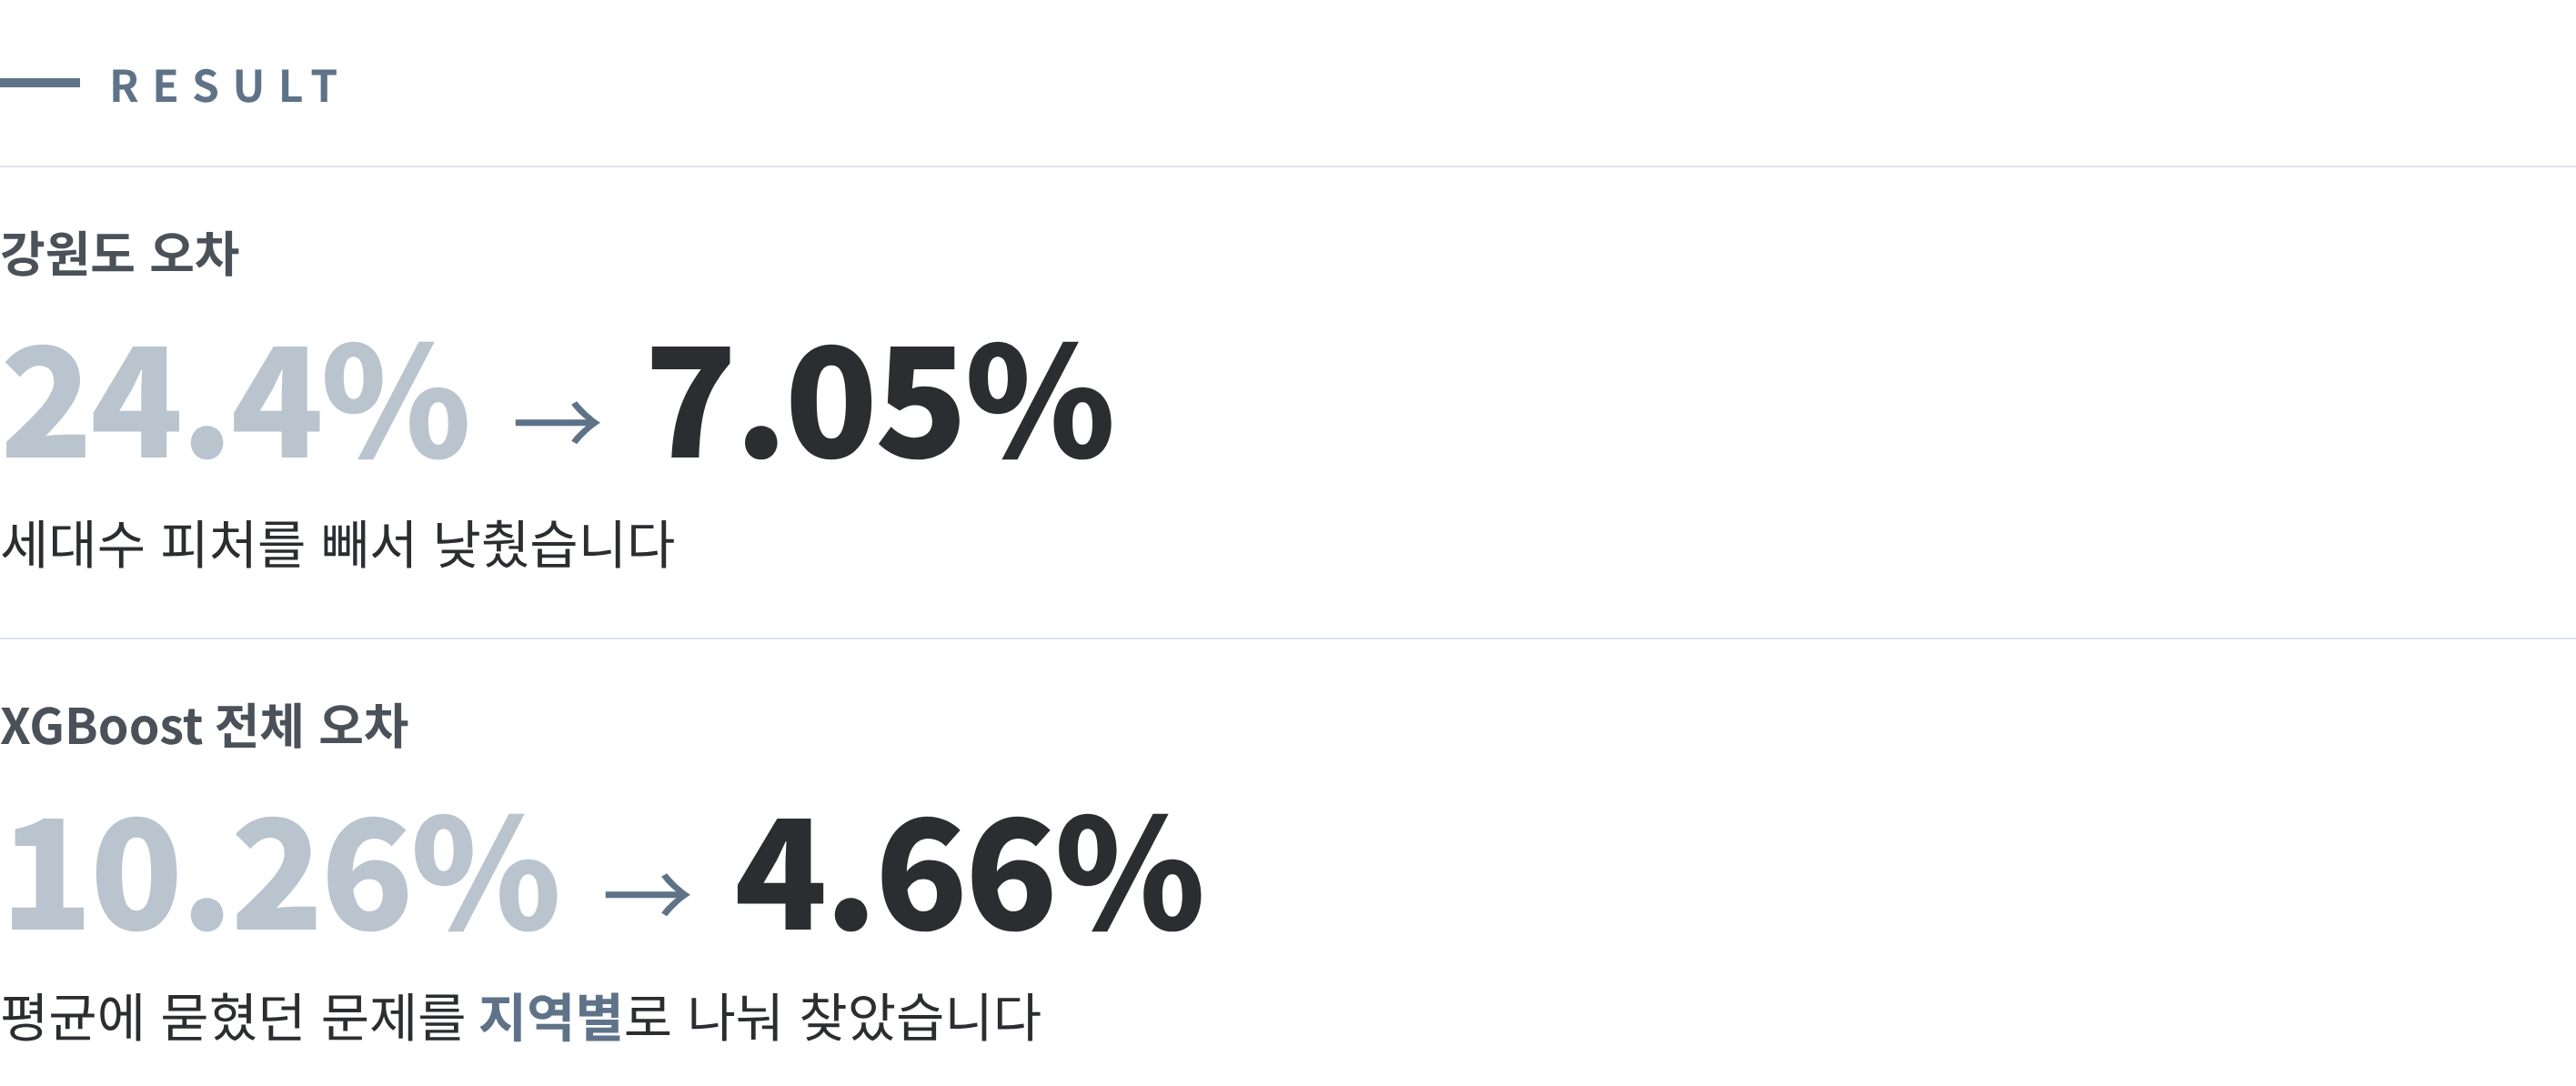 RESULT
강원도 오차
24.4% → 7.05%
세대수 피처를 빼서 낮췄습니다
XGBoost 전체 오차
10.26% → 4.66%
평균에 묻혔던 문제를 지역별로 나눠 찾았습니다